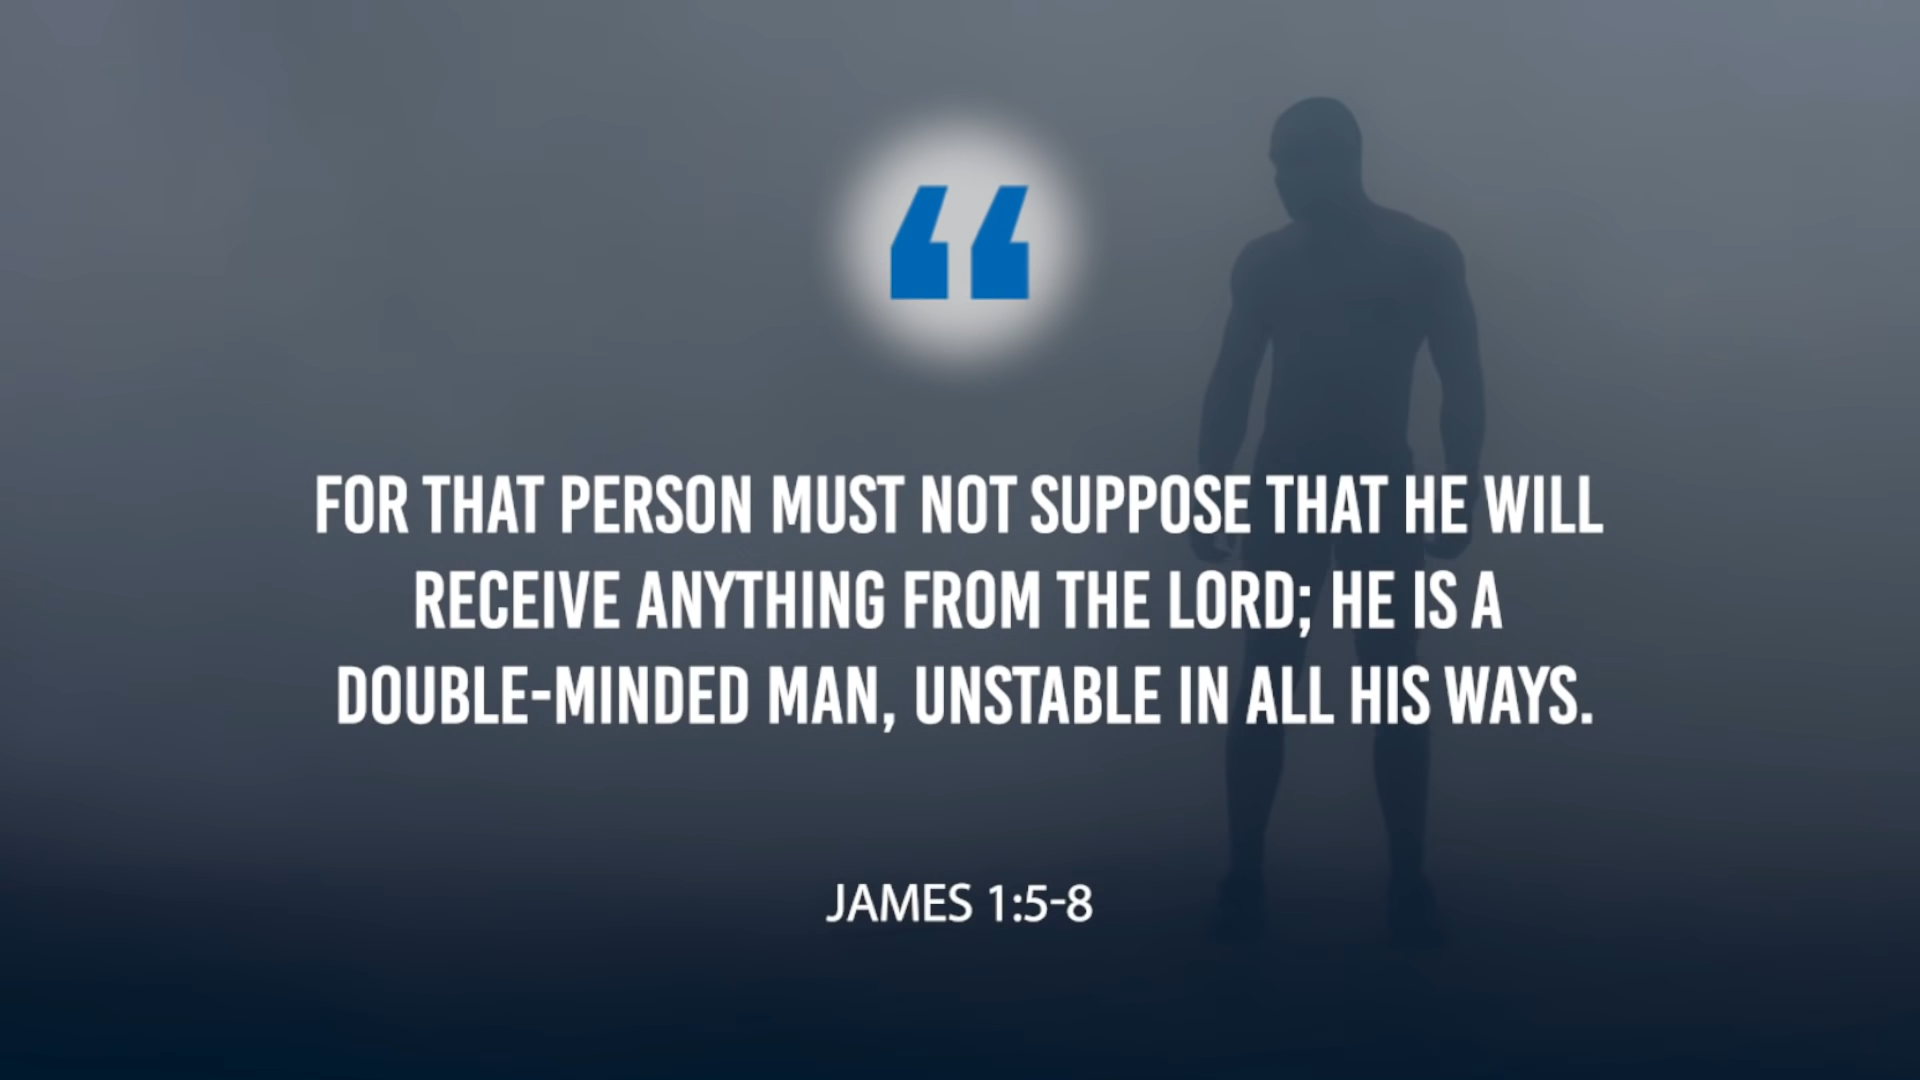 “
FOR THAT PERSON MUST NOT SUPPOSE THAT HE WILL
RECEIVE ANYTHING FROM THE LORD; HE IS A
DOUBLE-MINDED MAN, UNSTABLE IN ALL HIS WAYS.
JAMES 1:5-8